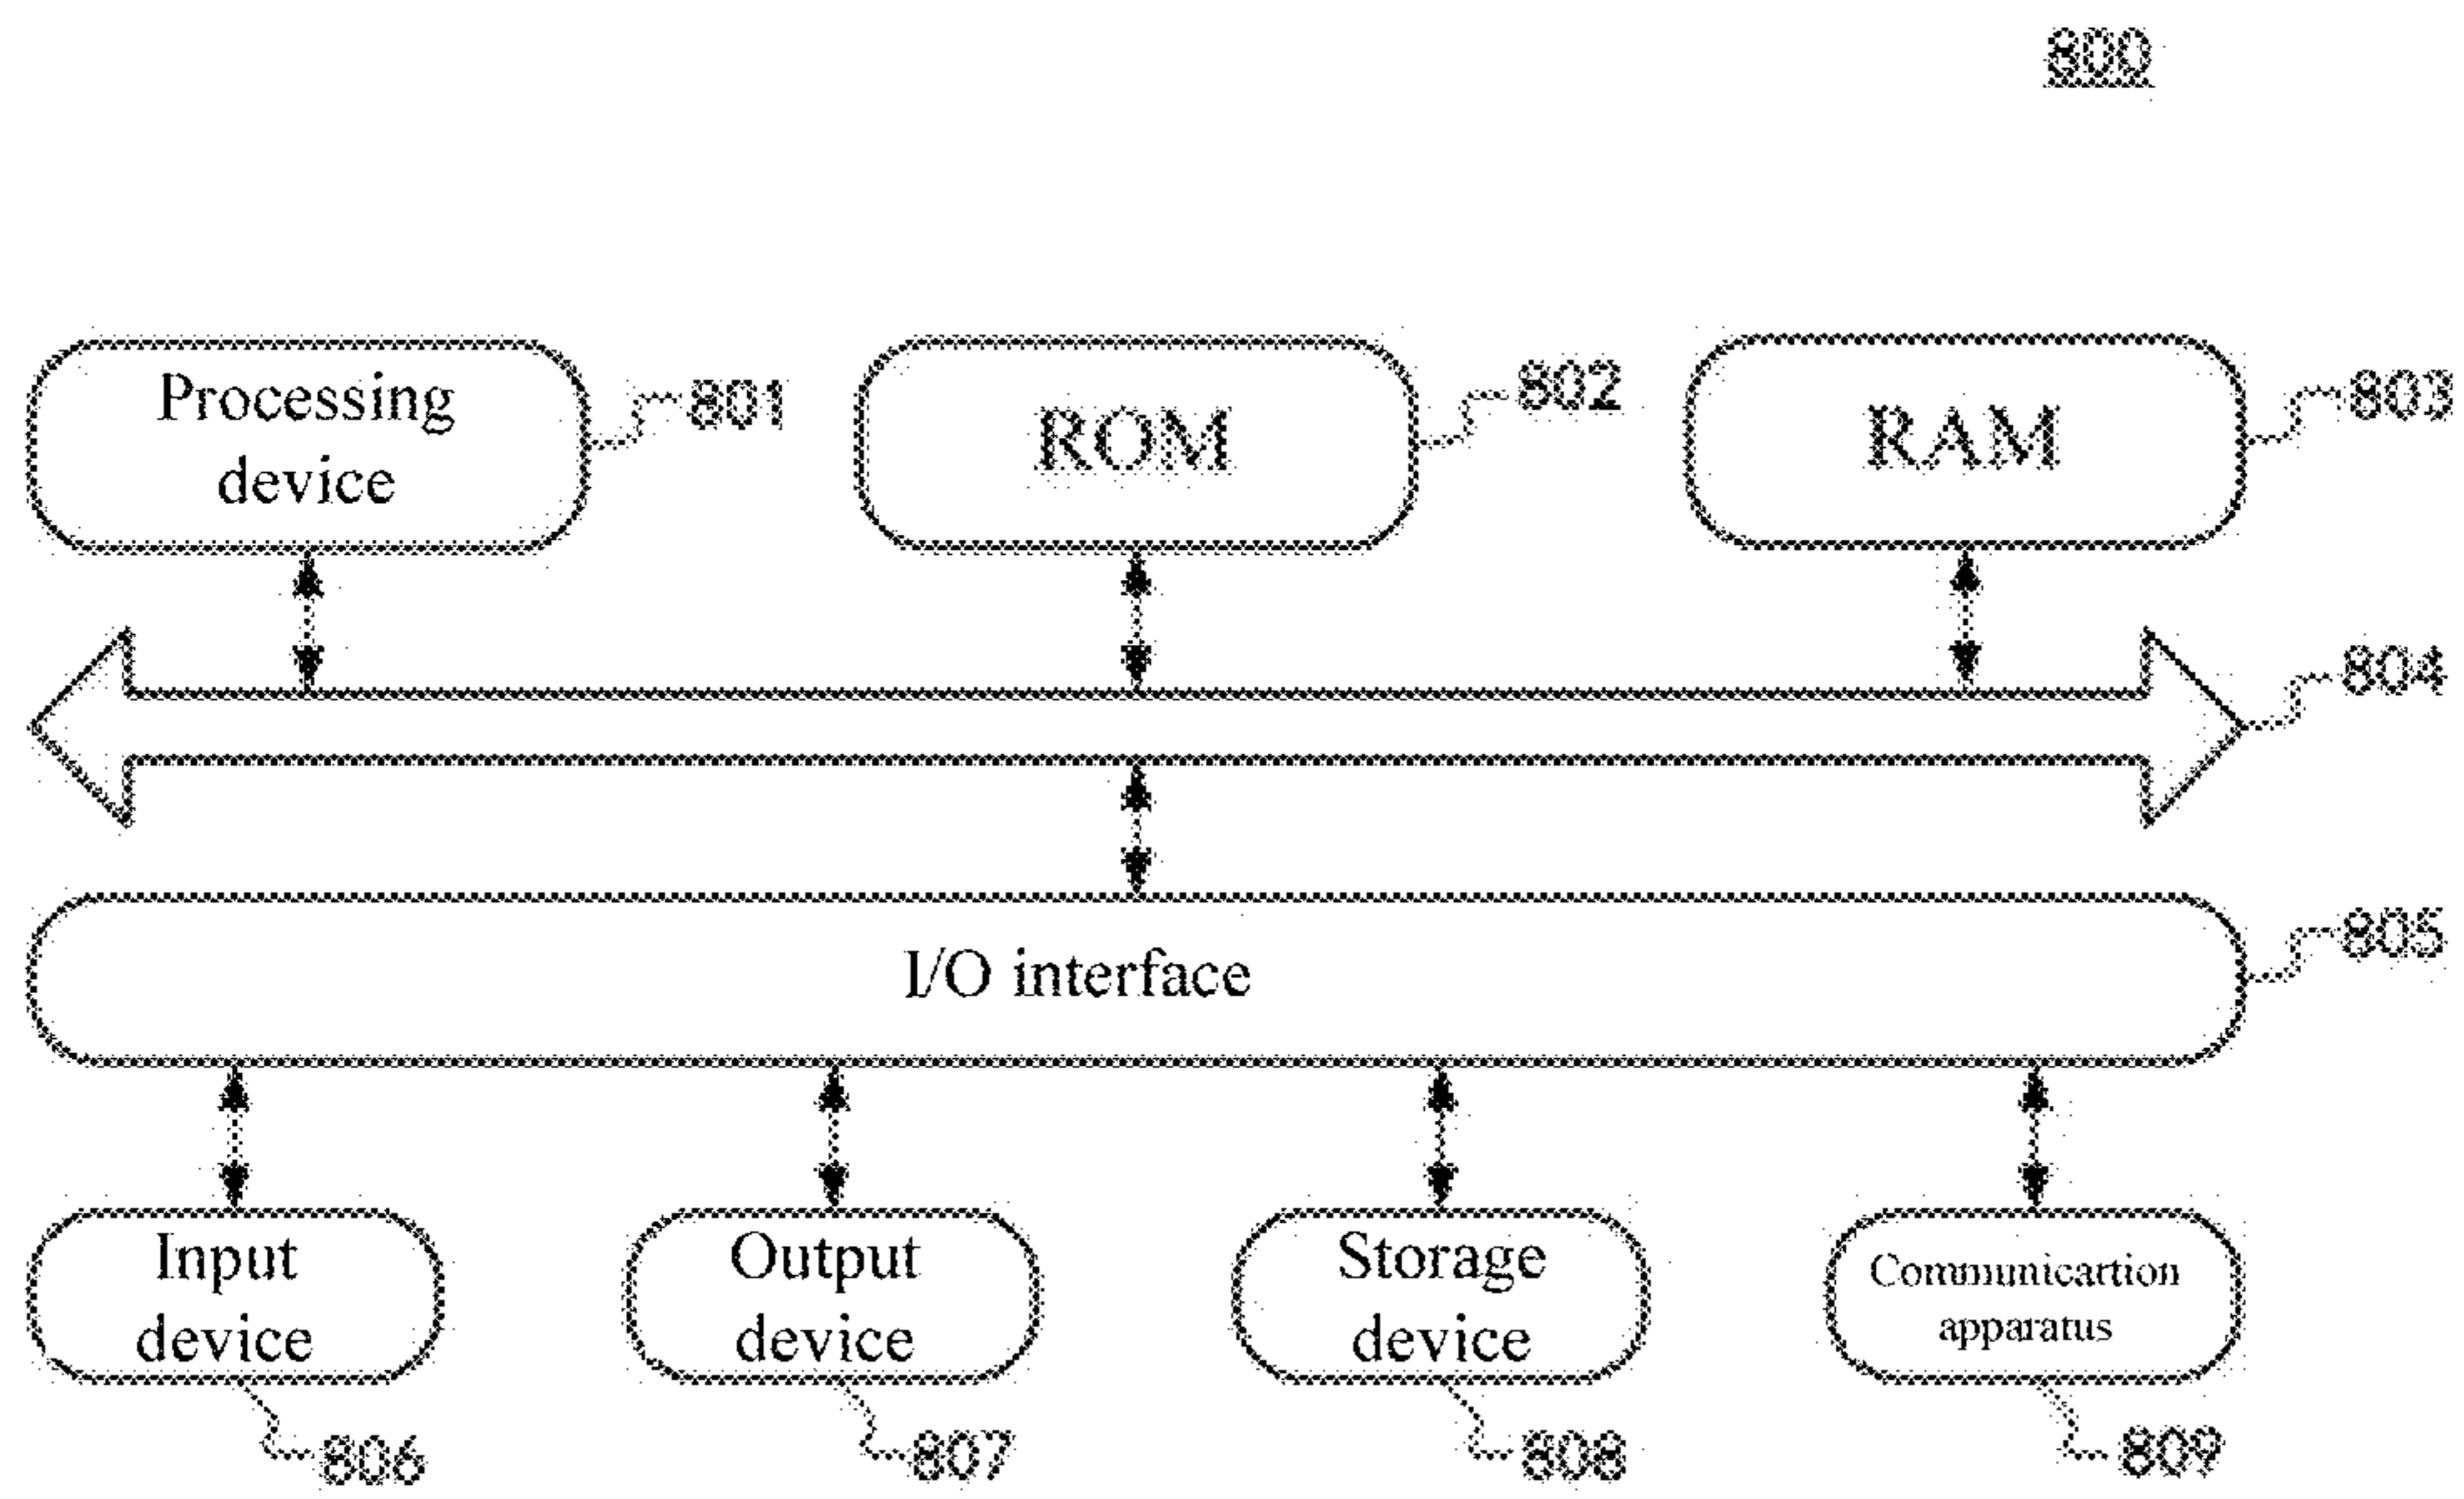 800
Processing
device
801
ROM
802
RAM
803
804
I/O interface
805
Input
device
Output
device
Storage
device
Communicartion
apparatus
806
807
808
809